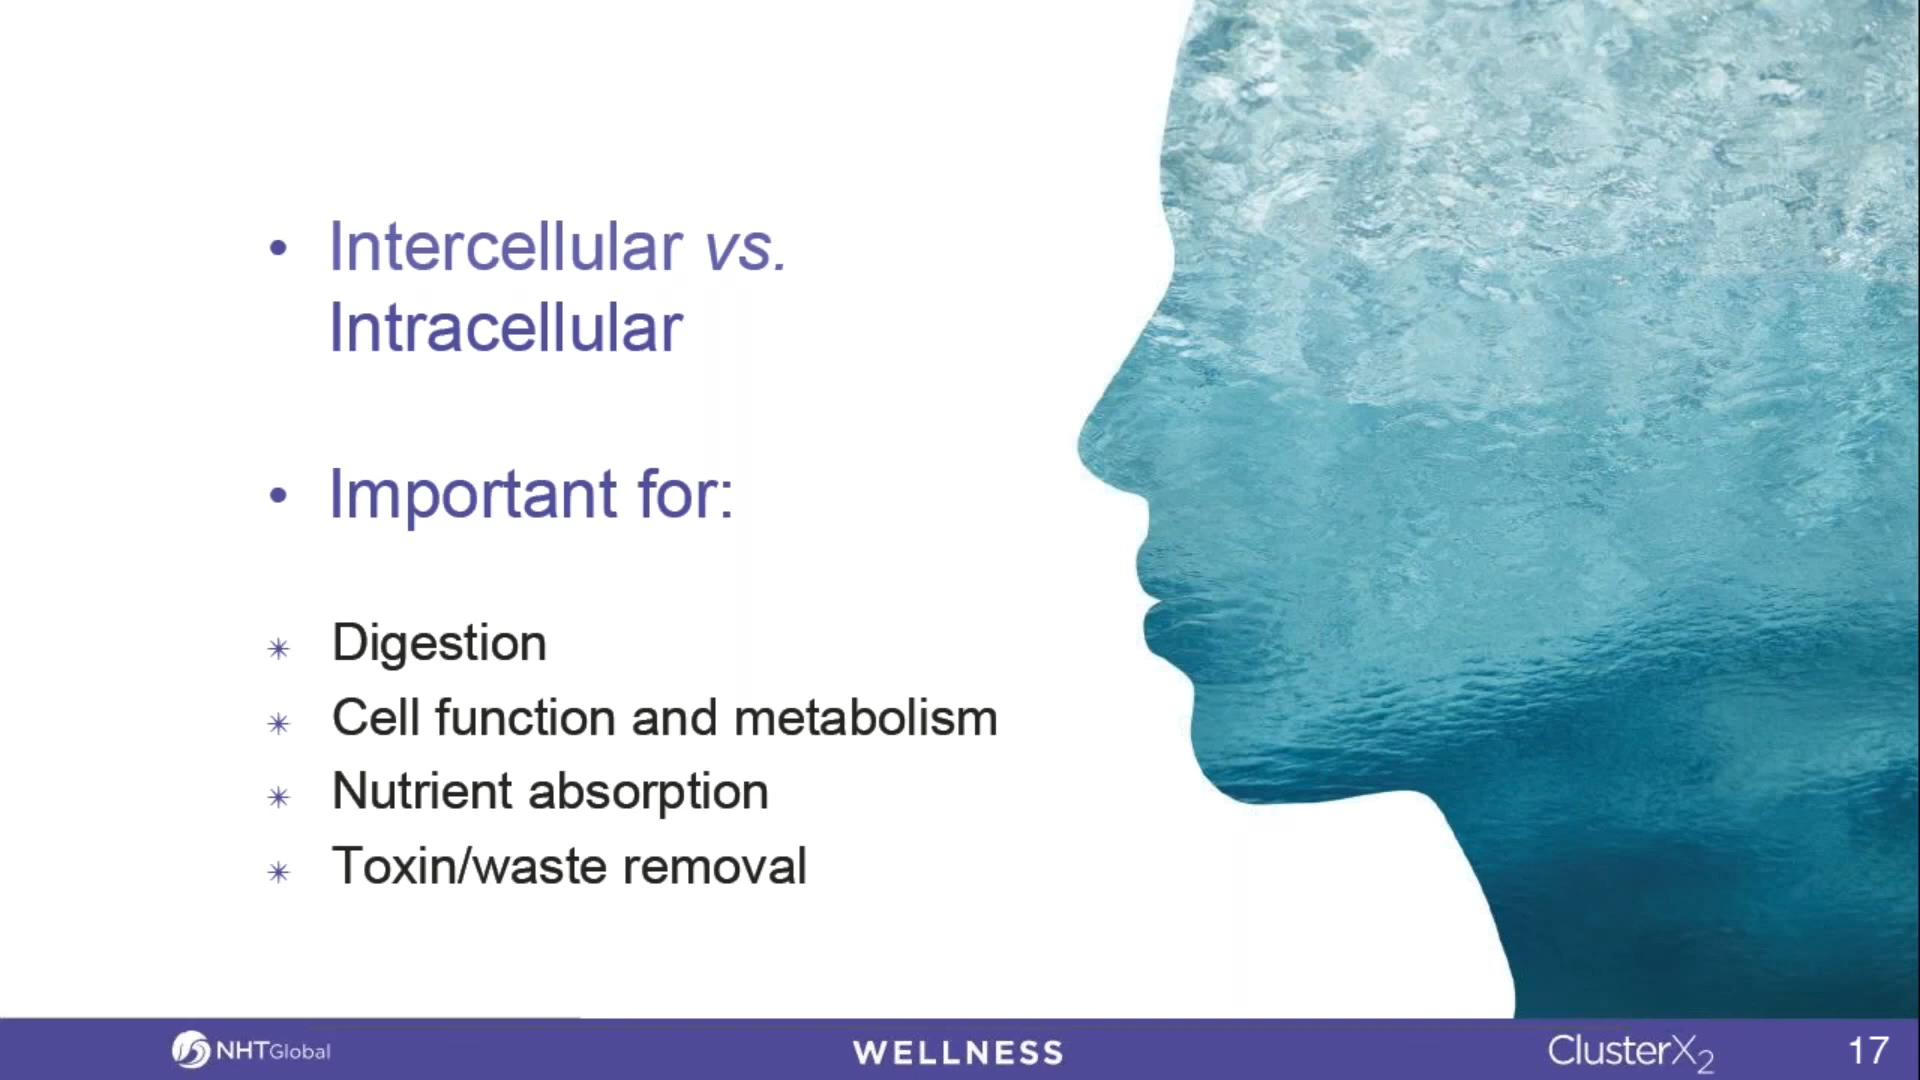 • Intercellular vs.
Intracellular
• Important for:
✴ Digestion
✴ Cell function and metabolism
✴ Nutrient absorption
✴ Toxin/waste removal
NHTGlobal WELLNESS ClusterX₂ 17